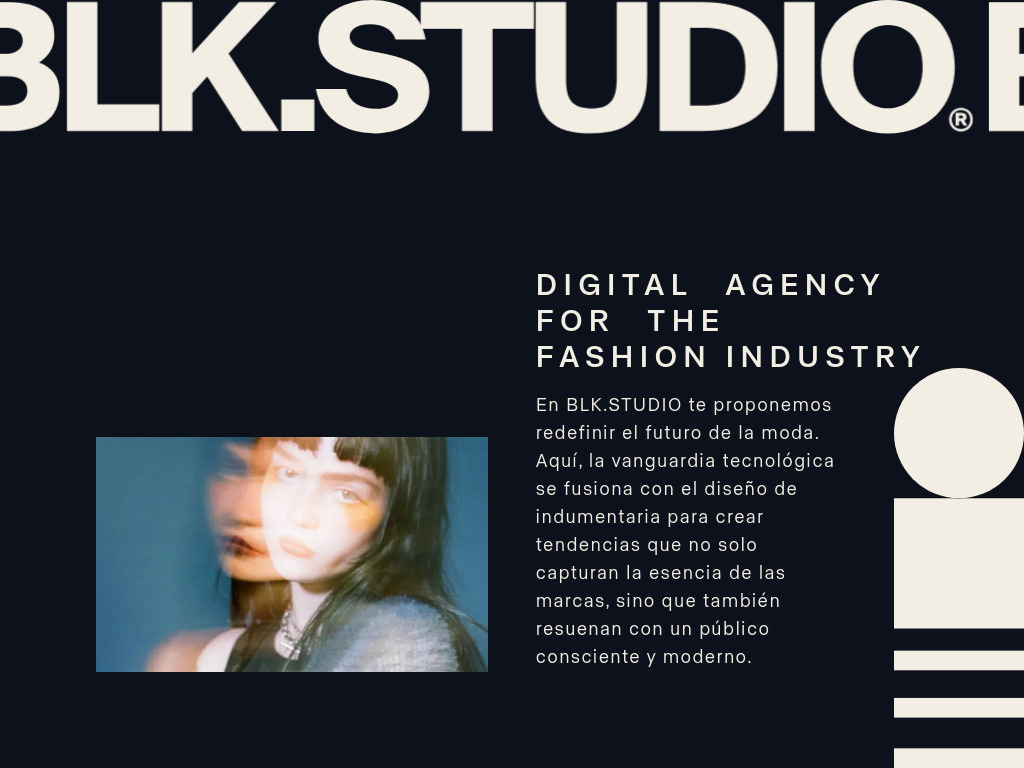 BLK.STUDIO® B
DIGITAL AGENCY
FOR THE
FASHION INDUSTRY
En BLK.STUDIO te proponemos
redefinir el futuro de la moda.
Aquí, la vanguardia tecnológica
se fusiona con el diseño de
indumentaria para crear
tendencias que no solo
capturan la esencia de las
marcas, sino que también
resuenan con un público
consciente y moderno.